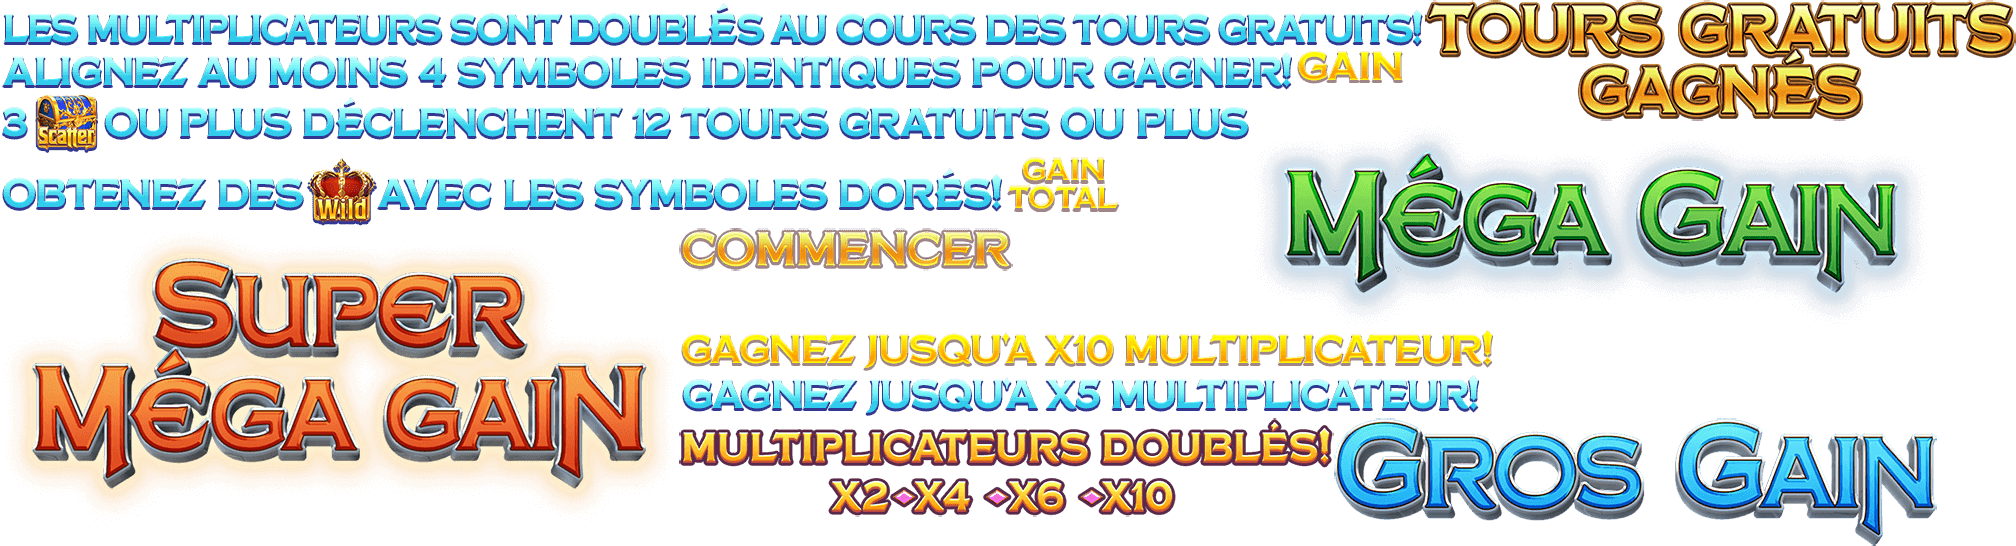 LES MULTIPLICATEURS SONT DOUBLÉS AU COURS DES TOURS GRATUITS!
TOURS GRATUITS
GAGNÉS
ALIGNEZ AU MOINS 4 SYMBOLES IDENTIQUES POUR GAGNER!
GAIN
3 Scatter OU PLUS DÉCLENCHENT 12 TOURS GRATUITS OU PLUS
OBTENEZ DES Wild AVEC LES SYMBOLES DORÉS!
GAIN
TOTAL
MÉGA GAIN
COMMENCER
SUPER
MÉGA GAIN
GAGNEZ JUSQU'A X10 MULTIPLICATEUR!
GAGNEZ JUSQU'A X5 MULTIPLICATEUR!
MULTIPLICATEURS DOUBLÉS!
X2 X4 X6 X10
GROS GAIN